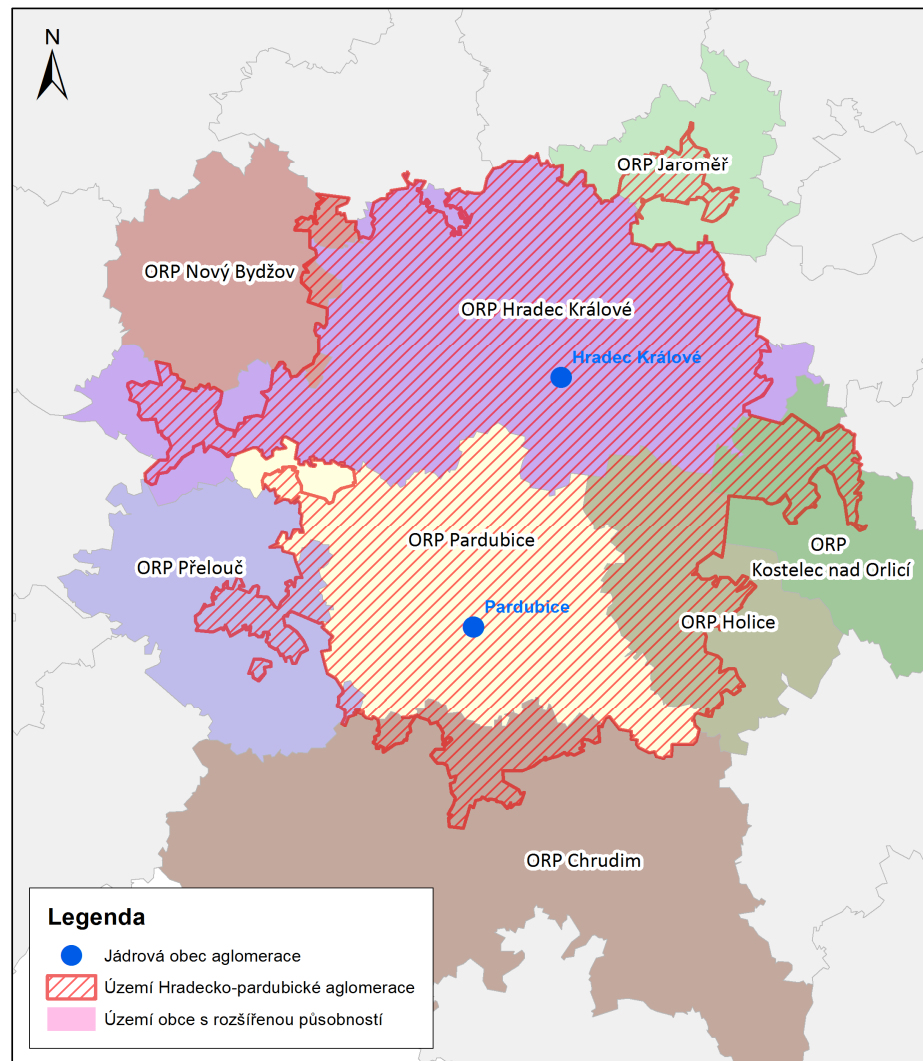 N
ORP Jaroměř
ORP Nový Bydžov
ORP Hradec Králové
Hradec Králové
ORP Pardubice
ORP Přelouč
ORP
Kostelec nad Orlicí
Pardubice
ORP Holice
ORP Chrudim
Legenda
Jádrová obec aglomerace
Území Hradecko-pardubické aglomerace
Území obce s rozšířenou působností